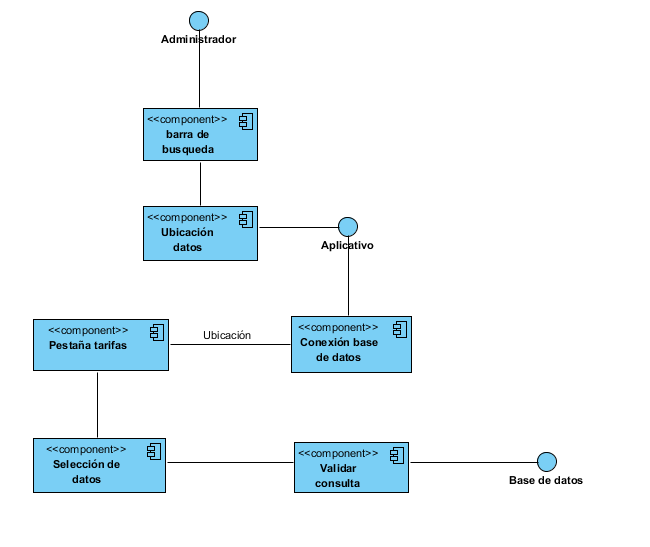 Administrador
<<component>>
barra de
busqueda
<<component>>
Ubicación
datos
Aplicativo
<<component>>
Pestaña tarifas
Ubicación
<<component>>
Conexión base
de datos
<<component>>
Selección de
datos
<<component>>
Validar
consulta
Base de datos